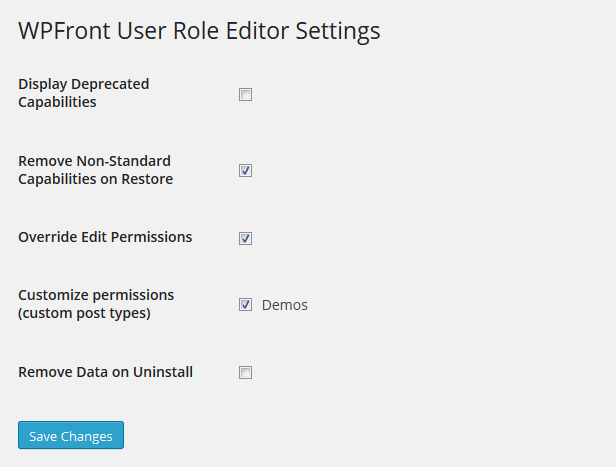 WPFront User Role Editor Settings
Display Deprecated
Capabilities
Remove Non-Standard
Capabilities on Restore
Override Edit Permissions
Customize permissions
(custom post types)
Demos
Remove Data on Uninstall
Save Changes